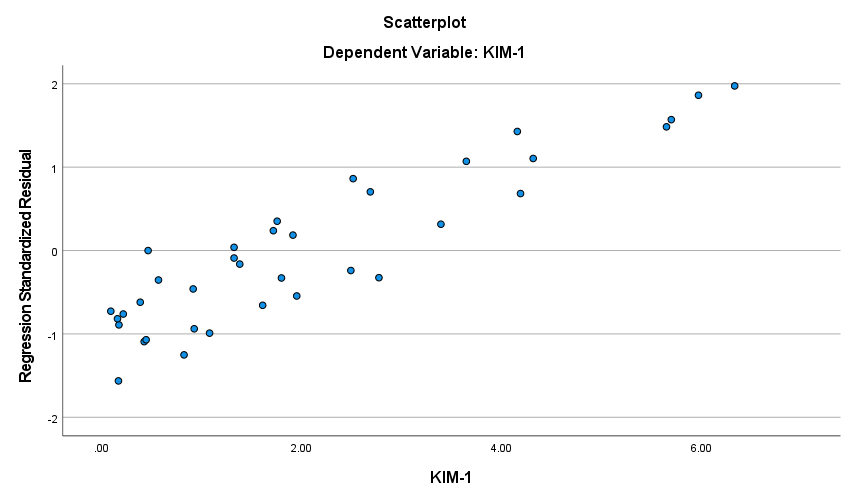 Scatterplot
Dependent Variable: KIM-1
Regression Standardized Residual
2
1
0
-1
-2
.00 2.00 4.00 6.00
KIM-1